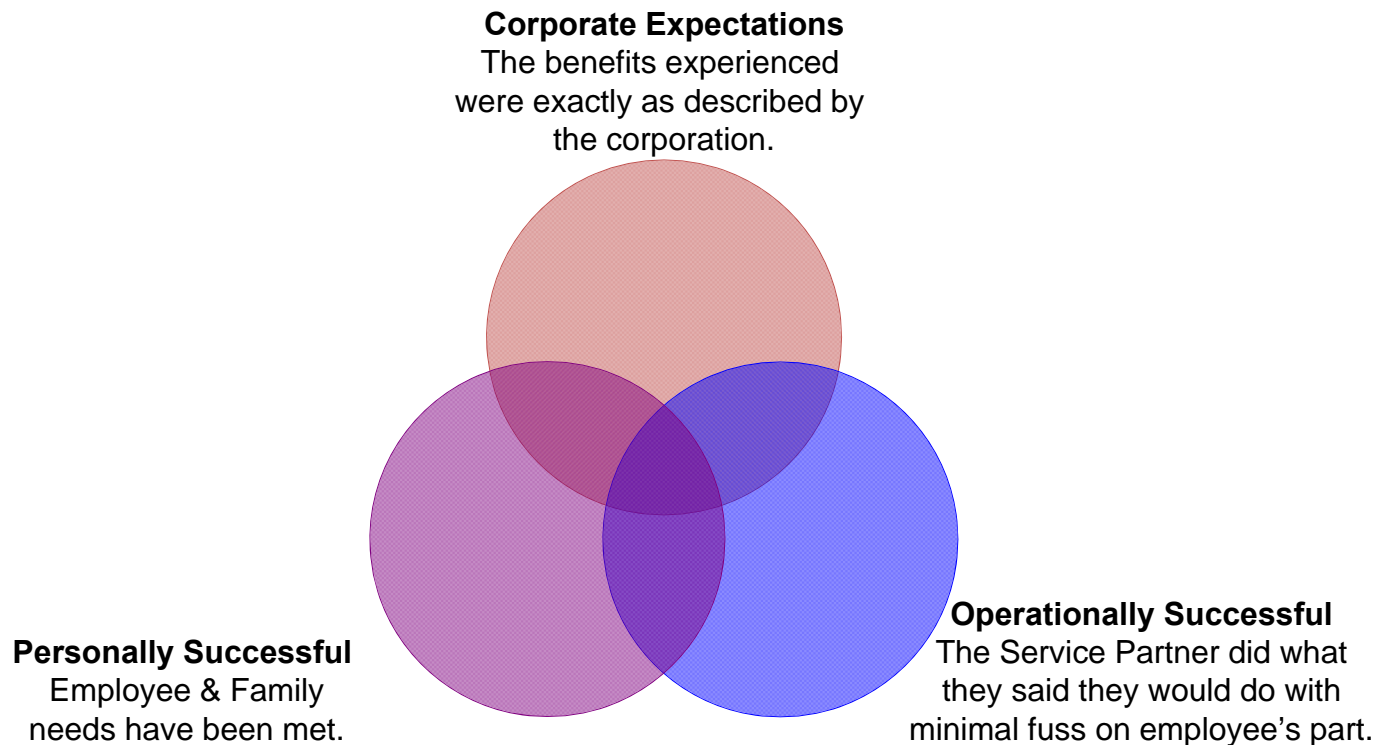 Corporate Expectations
The benefits experienced
were exactly as described by
the corporation.
Personally Successful
Employee & Family
needs have been met.
Operationally Successful
The Service Partner did what
they said they would do with
minimal fuss on employee’s part.